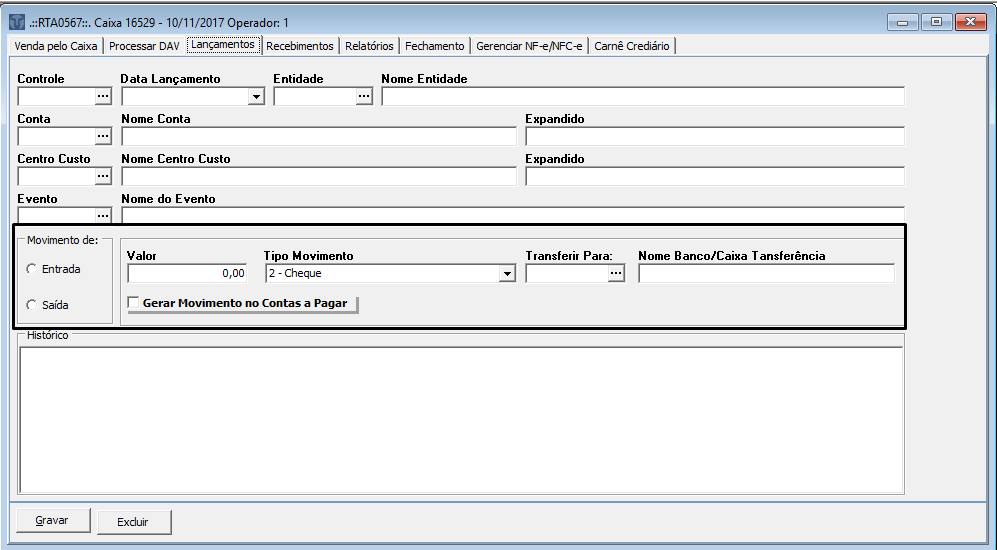 .::RTA0567::. Caixa 16529 - 10/11/2017 Operador: 1
Venda pelo Caixa Processar DAV Lançamentos Recebimentos Relatórios Fechamento Gerenciar NF-e/NFC-e Carnê Crediário
Controle Data Lançamento Entidade Nome Entidade
Conta Nome Conta Expandido
Centro Custo Nome Centro Custo Expandido
Evento Nome do Evento
Movimento de:
Valor Tipo Movimento Transferir Para: Nome Banco/Caixa Tansferência
Entrada 0,00 2 - Cheque
Saída Gerar Movimento no Contas a Pagar
Histórico
Gravar Excluir